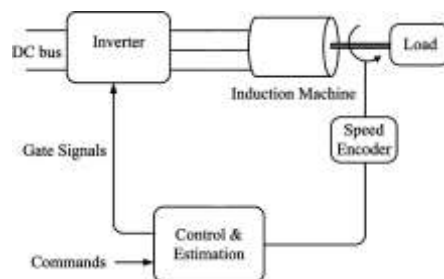 DC bus
Inverter
Load
Induction Machine
Speed
Encoder
Gate Signals
Control &
Estimation
Commands